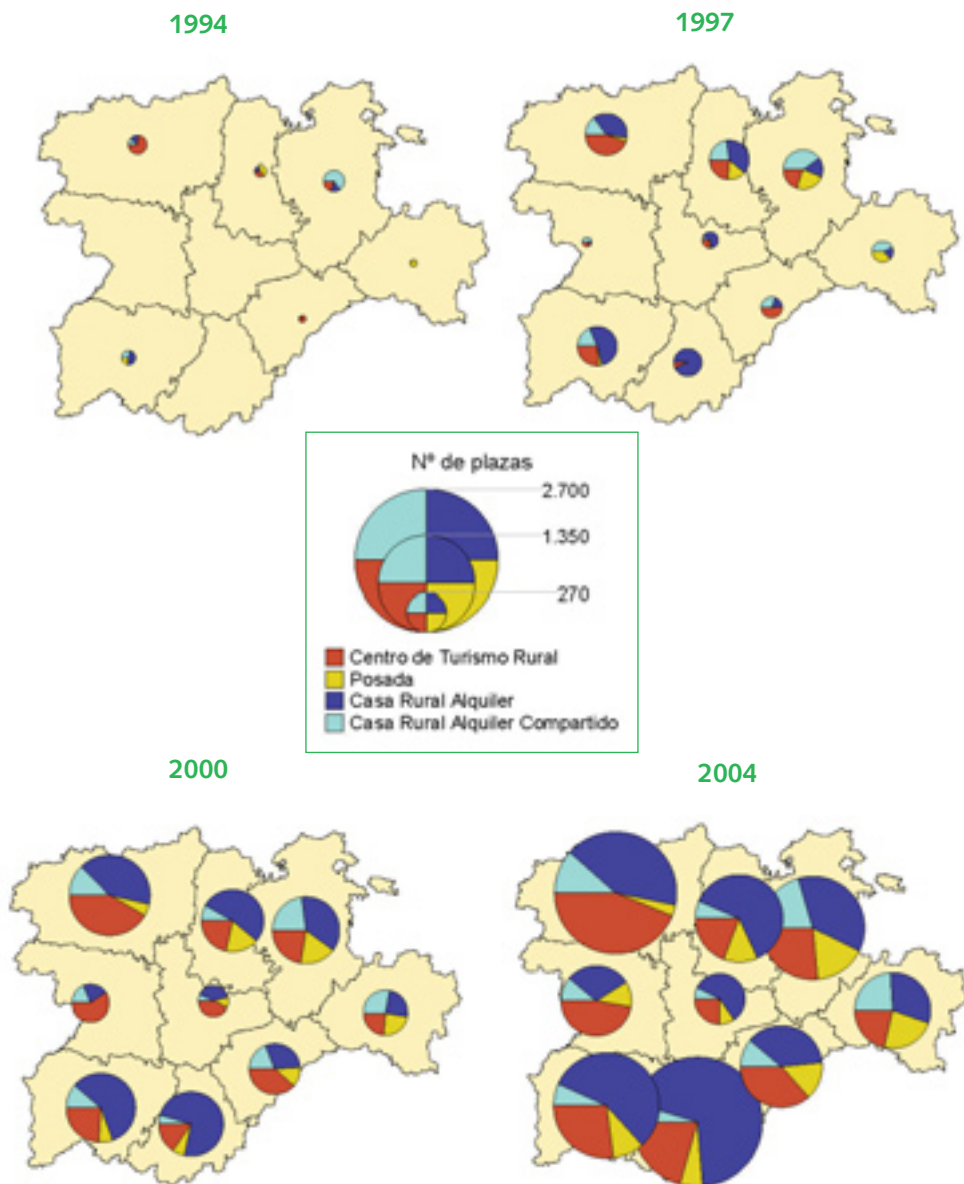 1994
1997
Nº de plazas
2.700
1.350
270
Centro de Turismo Rural
Posada
Casa Rural Alquiler
Casa Rural Alquiler Compartido
2000
2004